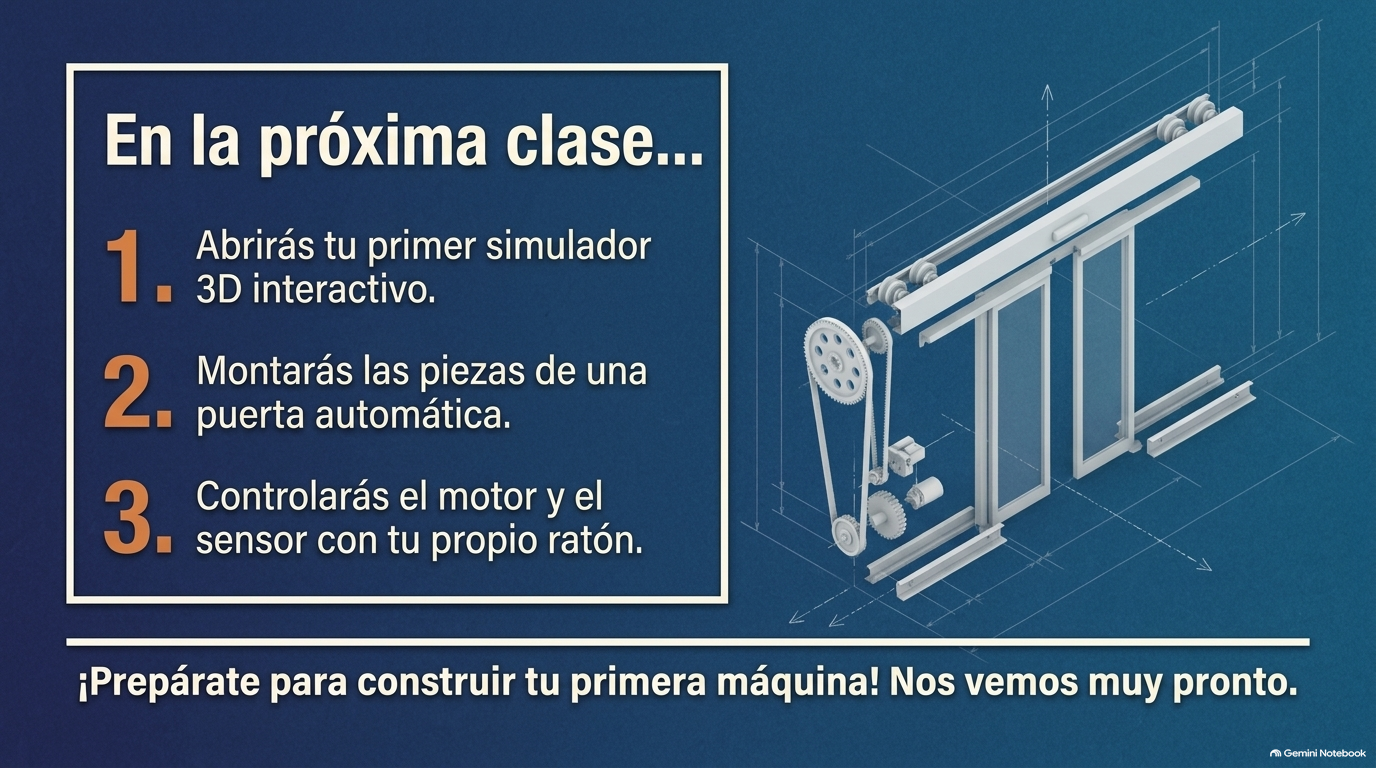 En la próxima clase...
1. Abrirás tu primer simulador
3D interactivo.
2. Montarás las piezas de una
puerta automática.
3. Controlarás el motor y el
sensor con tu propio ratón.
¡Prepárate para construir tu primera máquina! Nos vemos muy pronto.
Gemini Notebook